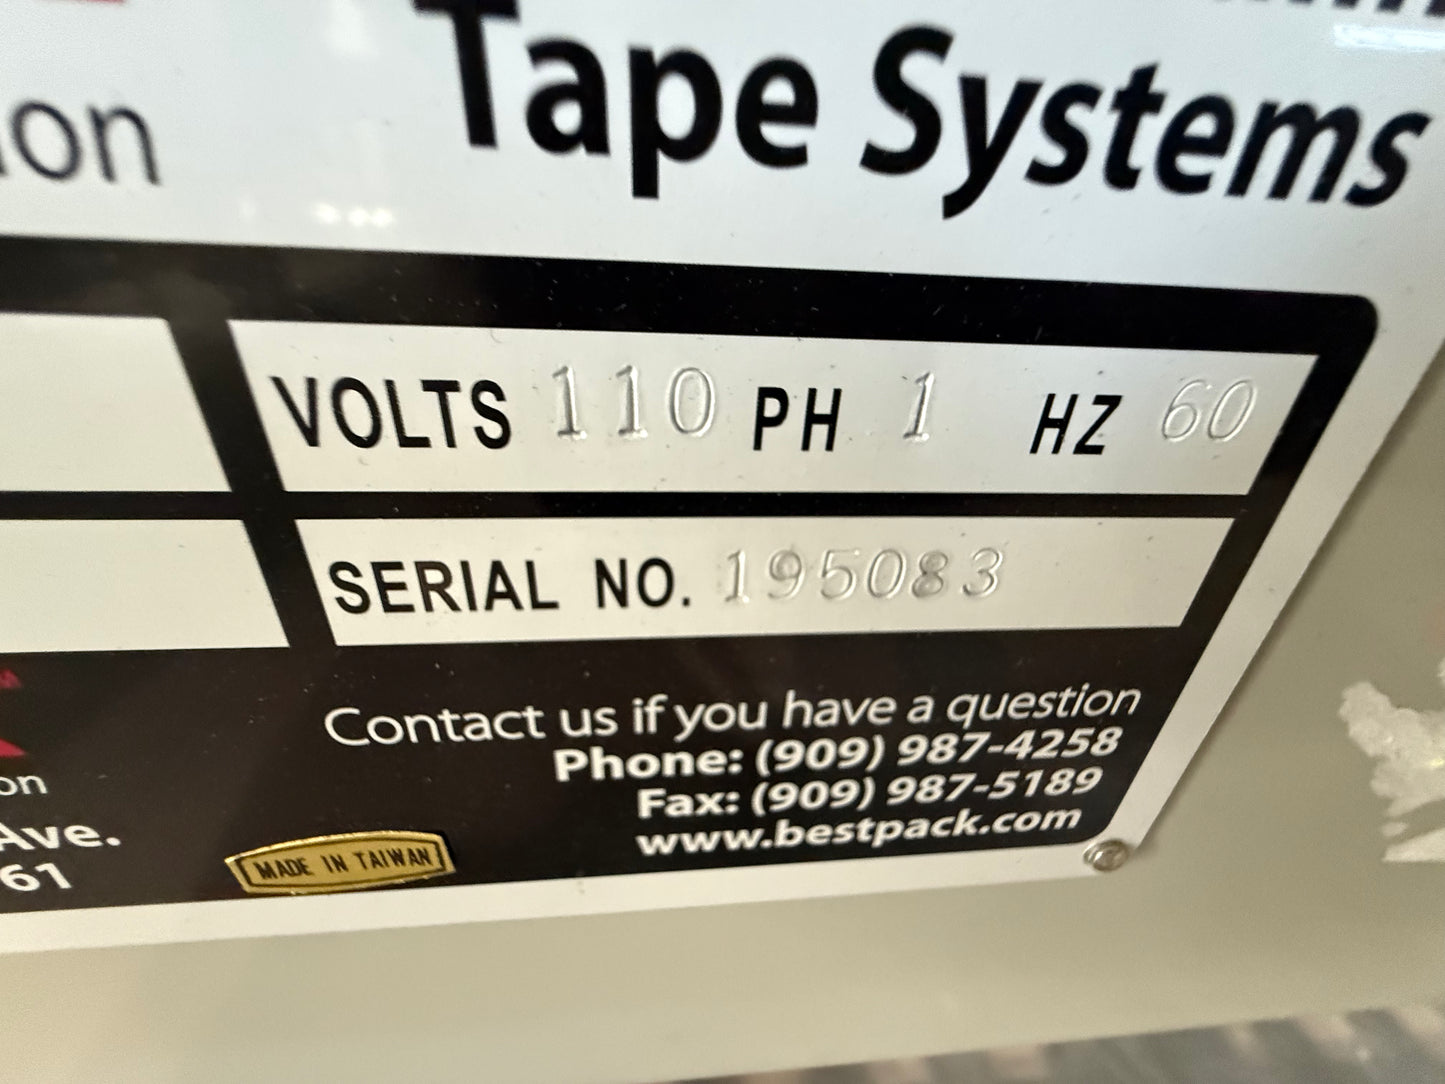 Tape Systems
ion
VOLTS 110 PH 1 HZ 60
SERIAL NO. 195083
Contact us if you have a question
Phone: (909) 987-4258
Fax: (909) 987-5189
www.bestpack.com
on
Ave.
61
MADE IN TAIWAN